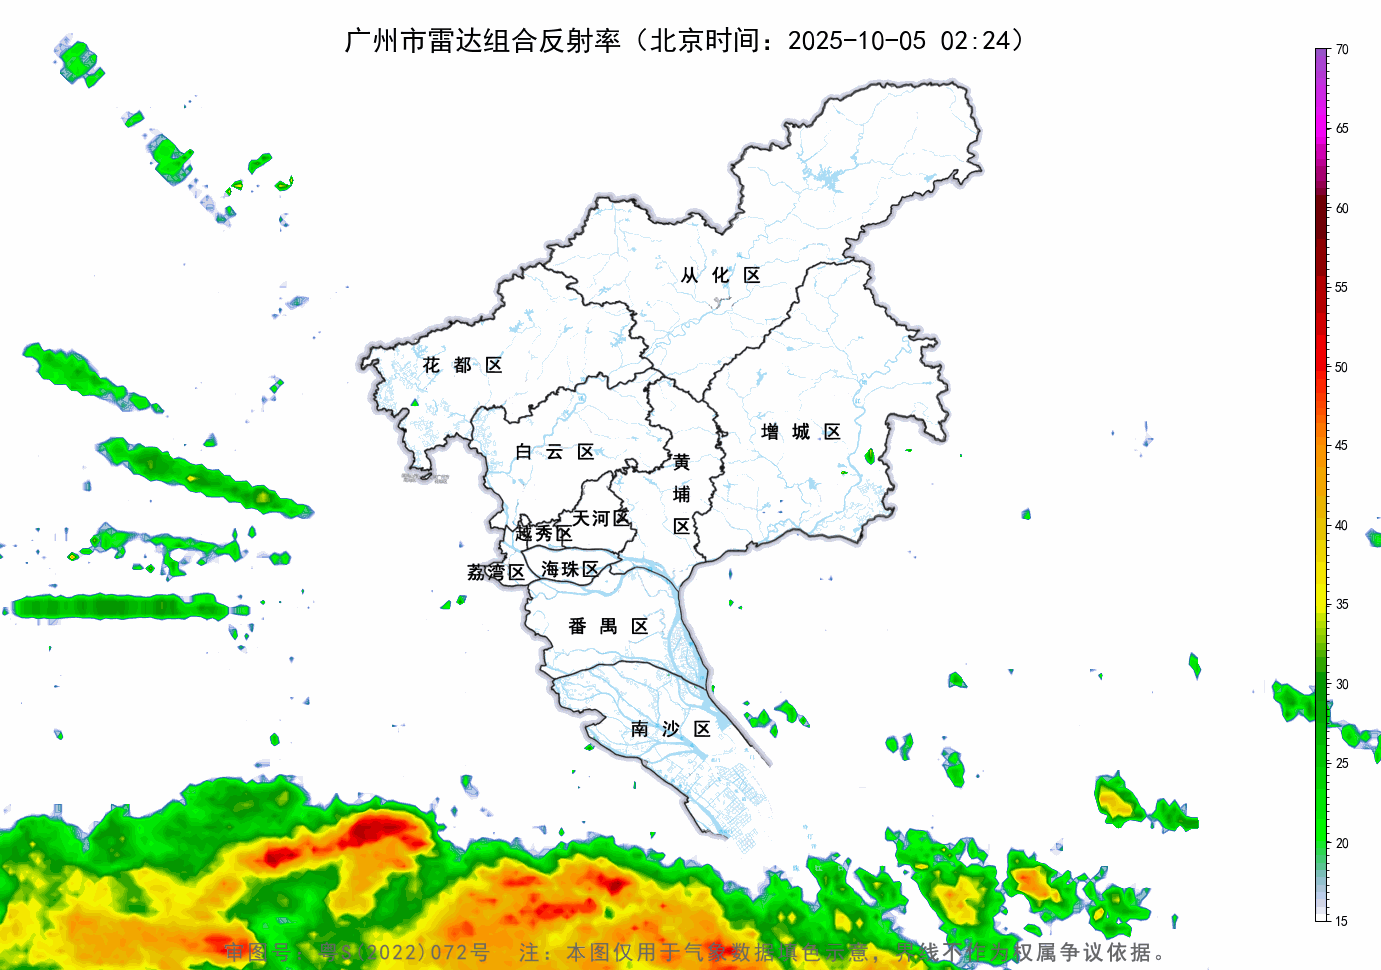 广州市雷达组合反射率（北京时间：2025-10-05 02:24）
70
65
60
55
50
45
40
35
30
25
20
15
从化区
花都区
增城区
白云区
黄埔区
天河区
越秀区
荔湾区
海珠区
番禺区
南沙区
审图号：粤S(2022)072号 注：本图仅用于气象数据填色示意，界线不作为权属争议依据。